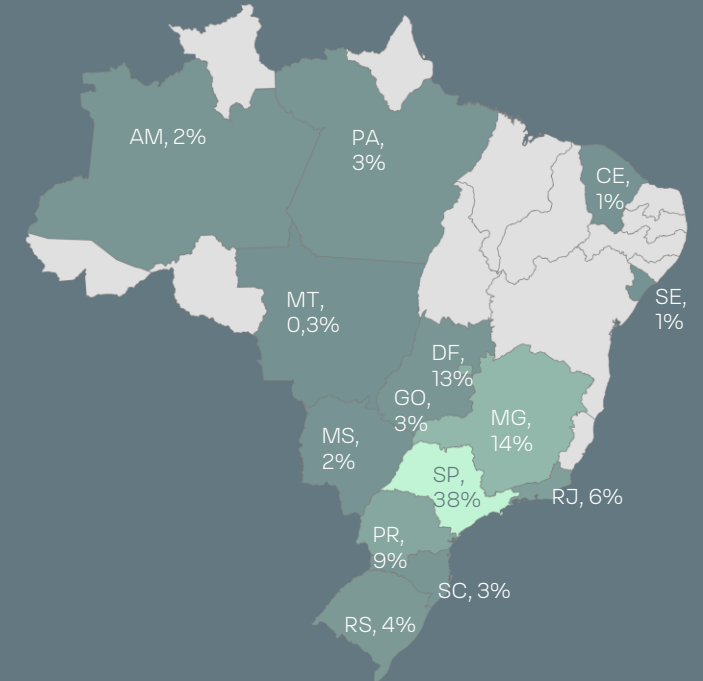 AM, 2%
PA,
3%
CE,
1%
SE,
1%
MT,
0,3%
DF,
13%
GO,
3%
MG,
14%
MS,
2%
SP,
38%
RJ, 6%
PR,
9%
SC, 3%
RS, 4%